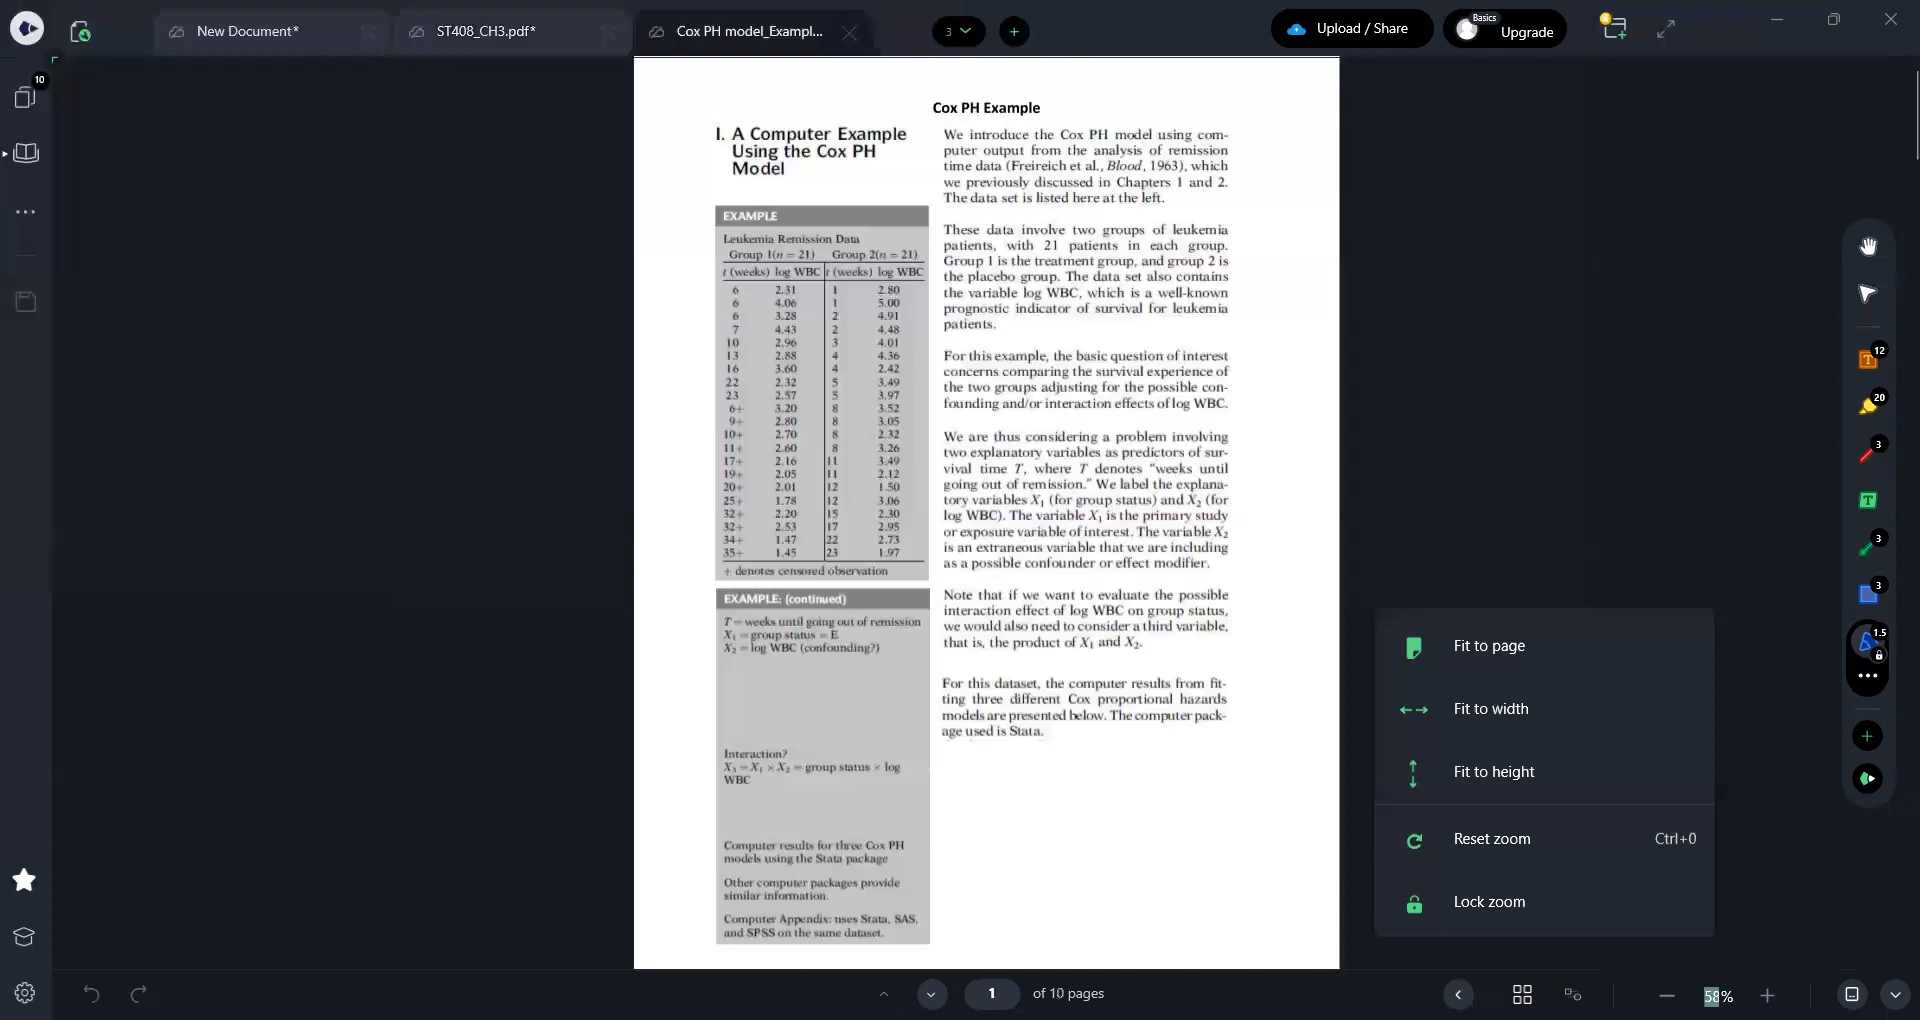 New Document*
ST408_CH3.pdf*
Cox PH model_Exampl...
3
Upload / Share
Basics
Upgrade
10
Cox PH Example
I. A Computer Example
Using the Cox PH
Model
EXAMPLE
Leukemia Remission Data
Group 1(n = 21) Group 2(n = 21)
t (weeks) log WBC t (weeks) log WBC
6 2.31 1 2.80
6 4.06 1 5.00
6 3.28 2 4.91
7 4.43 2 4.48
10 2.96 3 4.01
13 2.88 4 4.36
16 3.60 4 2.42
22 2.32 5 3.49
23 2.57 5 3.97
6+ 3.20 8 3.52
9+ 2.80 8 3.05
10+ 2.70 8 2.32
11+ 2.60 8 3.26
17+ 2.16 11 3.49
19+ 2.05 11 2.12
20+ 2.01 12 1.50
25+ 1.78 12 3.06
32+ 2.20 15 2.30
32+ 2.53 17 2.95
34+ 1.47 22 2.73
35+ 1.45 23 1.97
+ denotes censored observation
EXAMPLE: (continued)
T = weeks until going out of remission
X₁ = group status = E
X₂ = log WBC (confounding?)
Interaction?
X₃ = X₁ × X₂ = group status × log
WBC
Computer results for three Cox PH
models using the Stata package
Other computer packages provide
similar information.
Computer Appendix: uses Stata, SAS,
and SPSS on the same dataset.
We introduce the Cox PH model using com-
puter output from the analysis of remission
time data (Freireich et al., Blood, 1963), which
we previously discussed in Chapters 1 and 2.
The data set is listed here at the left.
These data involve two groups of leukemia
patients, with 21 patients in each group.
Group 1 is the treatment group, and group 2 is
the placebo group. The data set also contains
the variable log WBC, which is a well-known
prognostic indicator of survival for leukemia
patients.
For this example, the basic question of interest
concerns comparing the survival experience of
the two groups adjusting for the possible con-
founding and/or interaction effects of log WBC.
We are thus considering a problem involving
two explanatory variables as predictors of sur-
vival time T, where T denotes "weeks until
going out of remission." We label the explana-
tory variables X₁ (for group status) and X₂ (for
log WBC). The variable X₁ is the primary study
or exposure variable of interest. The variable X₂
is an extraneous variable that we are including
as a possible confounder or effect modifier.
Note that if we want to evaluate the possible
interaction effect of log WBC on group status,
we would also need to consider a third variable,
that is, the product of X₁ and X₂.
For this dataset, the computer results from fit-
ting three different Cox proportional hazards
models are presented below. The computer pack-
age used is Stata.
12
20
3
T
3
3
1.5
Fit to page
Fit to width
Fit to height
Reset zoom Ctrl+0
Lock zoom
1 of 10 pages
58%